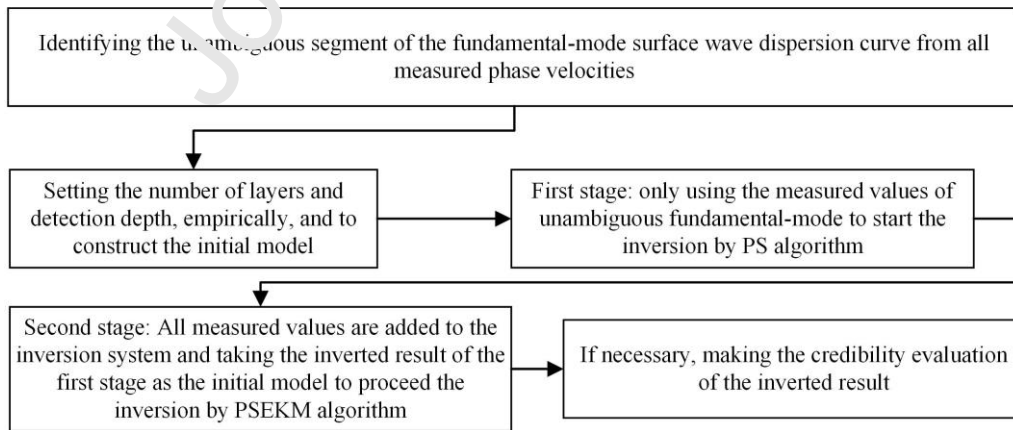 Jo
Identifying the unambiguous segment of the fundamental-mode surface wave dispersion curve from all
measured phase velocities
Setting the number of layers and
detection depth, empirically, and to
construct the initial model
First stage: only using the measured values of
unambiguous fundamental-mode to start the
inversion by PS algorithm
Second stage: All measured values are added to the
inversion system and taking the inverted result of the
first stage as the initial model to proceed the
inversion by PSEKM algorithm
If necessary, making the credibility evaluation
of the inverted result